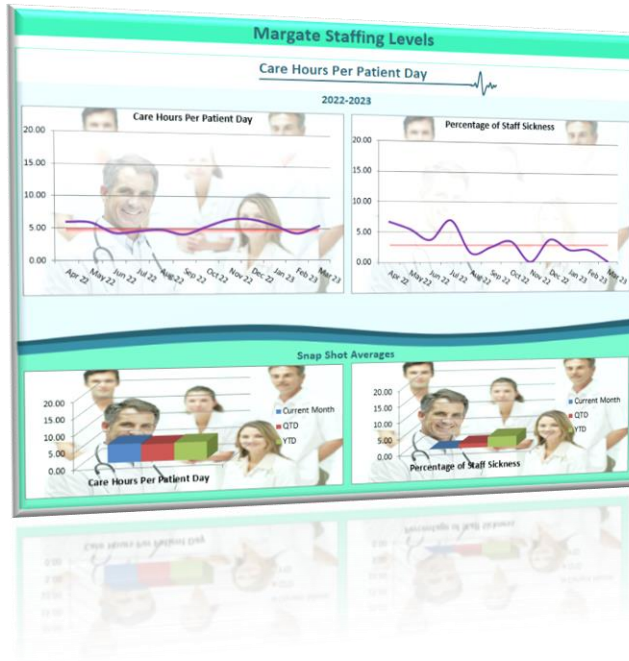 Margate Staffing Levels
Care Hours Per Patient Day
2022-2023
Care Hours Per Patient Day
20.00
15.00
10.00
5.00
0.00
Apr 22
May 22
Jun 22
Jul 22
Aug 22
Sep 22
Oct 22
Nov 22
Dec 22
Jan 23
Feb 23
Mar 23
Percentage of Staff Sickness
20.00
15.00
10.00
5.00
0.00
Apr 22
May 22
Jun 22
Jul 22
Aug 22
Sep 22
Oct 22
Nov 22
Dec 22
Jan 23
Feb 23
Mar 23
Snap Shot Averages
20.00
15.00
10.00
5.00
0.00
Current Month
QTD
YTD
Care Hours Per Patient Day
20.00
15.00
10.00
5.00
0.00
Current Month
QTD
YTD
Percentage of Staff Sickness